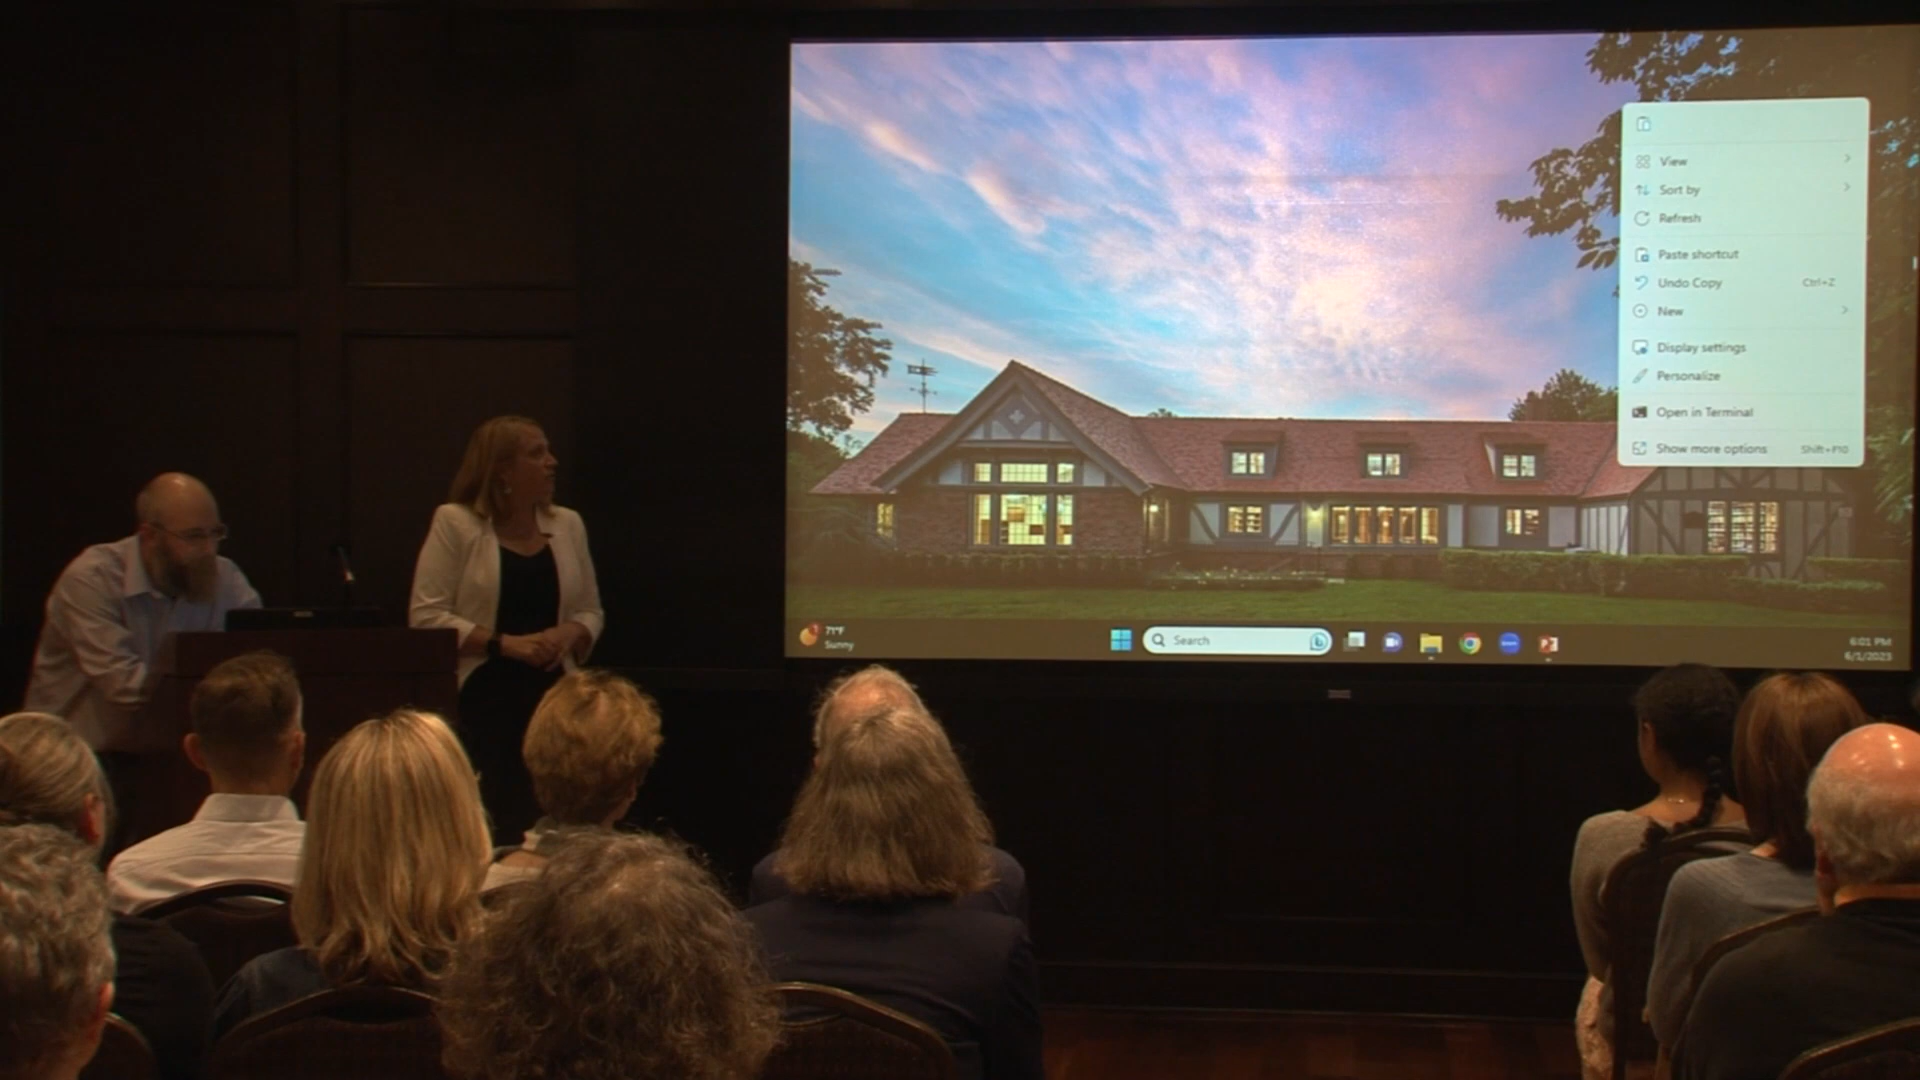 View
Sort by
Refresh
Paste shortcut
Undo Copy Ctrl+Z
New
Display settings
Personalize
Open in Terminal
Show more options Shift+F10
71°F
Sunny
Search
6:01 PM
6/1/2023